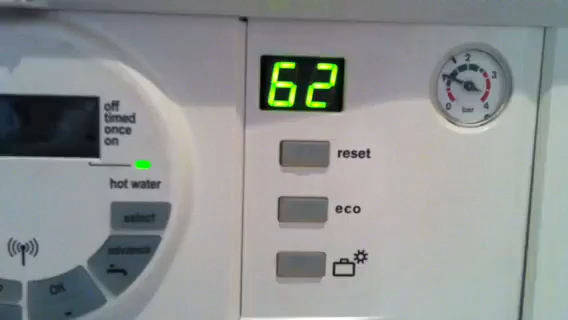 off
timed
once
on
hot water
select
advance
OK
62
reset
eco
0 1 2 3 4
bar